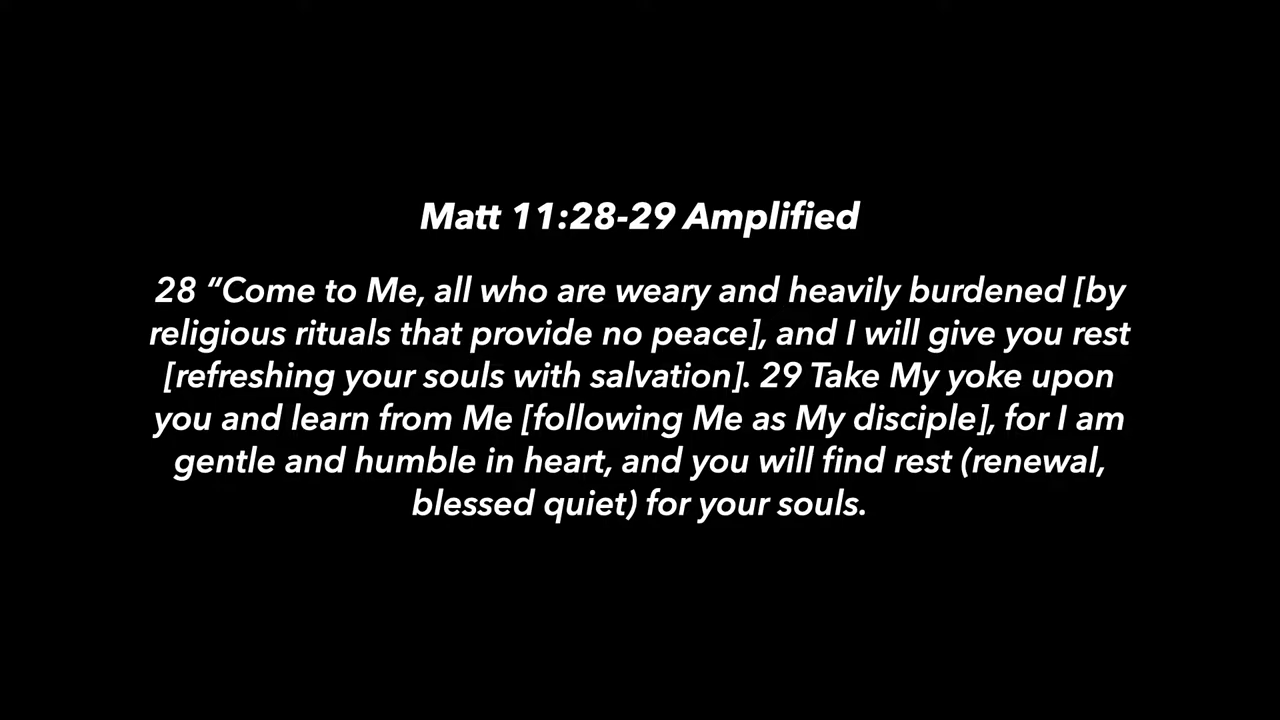 Matt 11:28-29 Amplified
28 “Come to Me, all who are weary and heavily burdened [by
religious rituals that provide no peace], and I will give you rest
[refreshing your souls with salvation]. 29 Take My yoke upon
you and learn from Me [following Me as My disciple], for I am
gentle and humble in heart, and you will find rest (renewal,
blessed quiet) for your souls.